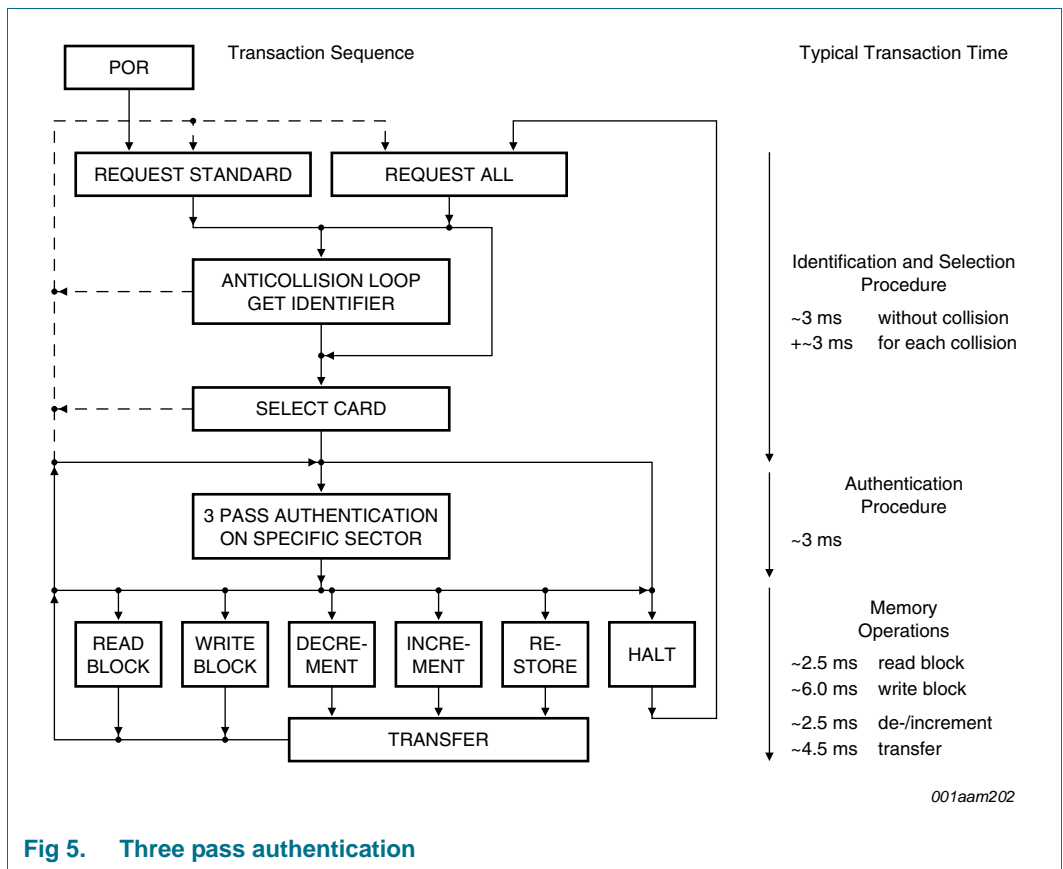 Transaction Sequence
Typical Transaction Time
POR
REQUEST STANDARD
REQUEST ALL
ANTICOLLISION LOOP
GET IDENTIFIER
Identification and Selection
Procedure
~3 ms without collision
+~3 ms for each collision
SELECT CARD
3 PASS AUTHENTICATION
ON SPECIFIC SECTOR
Authentication
Procedure
~3 ms
READ
BLOCK
WRITE
BLOCK
DECRE-
MENT
INCRE-
MENT
RE-
STORE
HALT
TRANSFER
Memory
Operations
~2.5 ms read block
~6.0 ms write block
~2.5 ms de-/increment
~4.5 ms transfer
001aam202
Fig 5. Three pass authentication